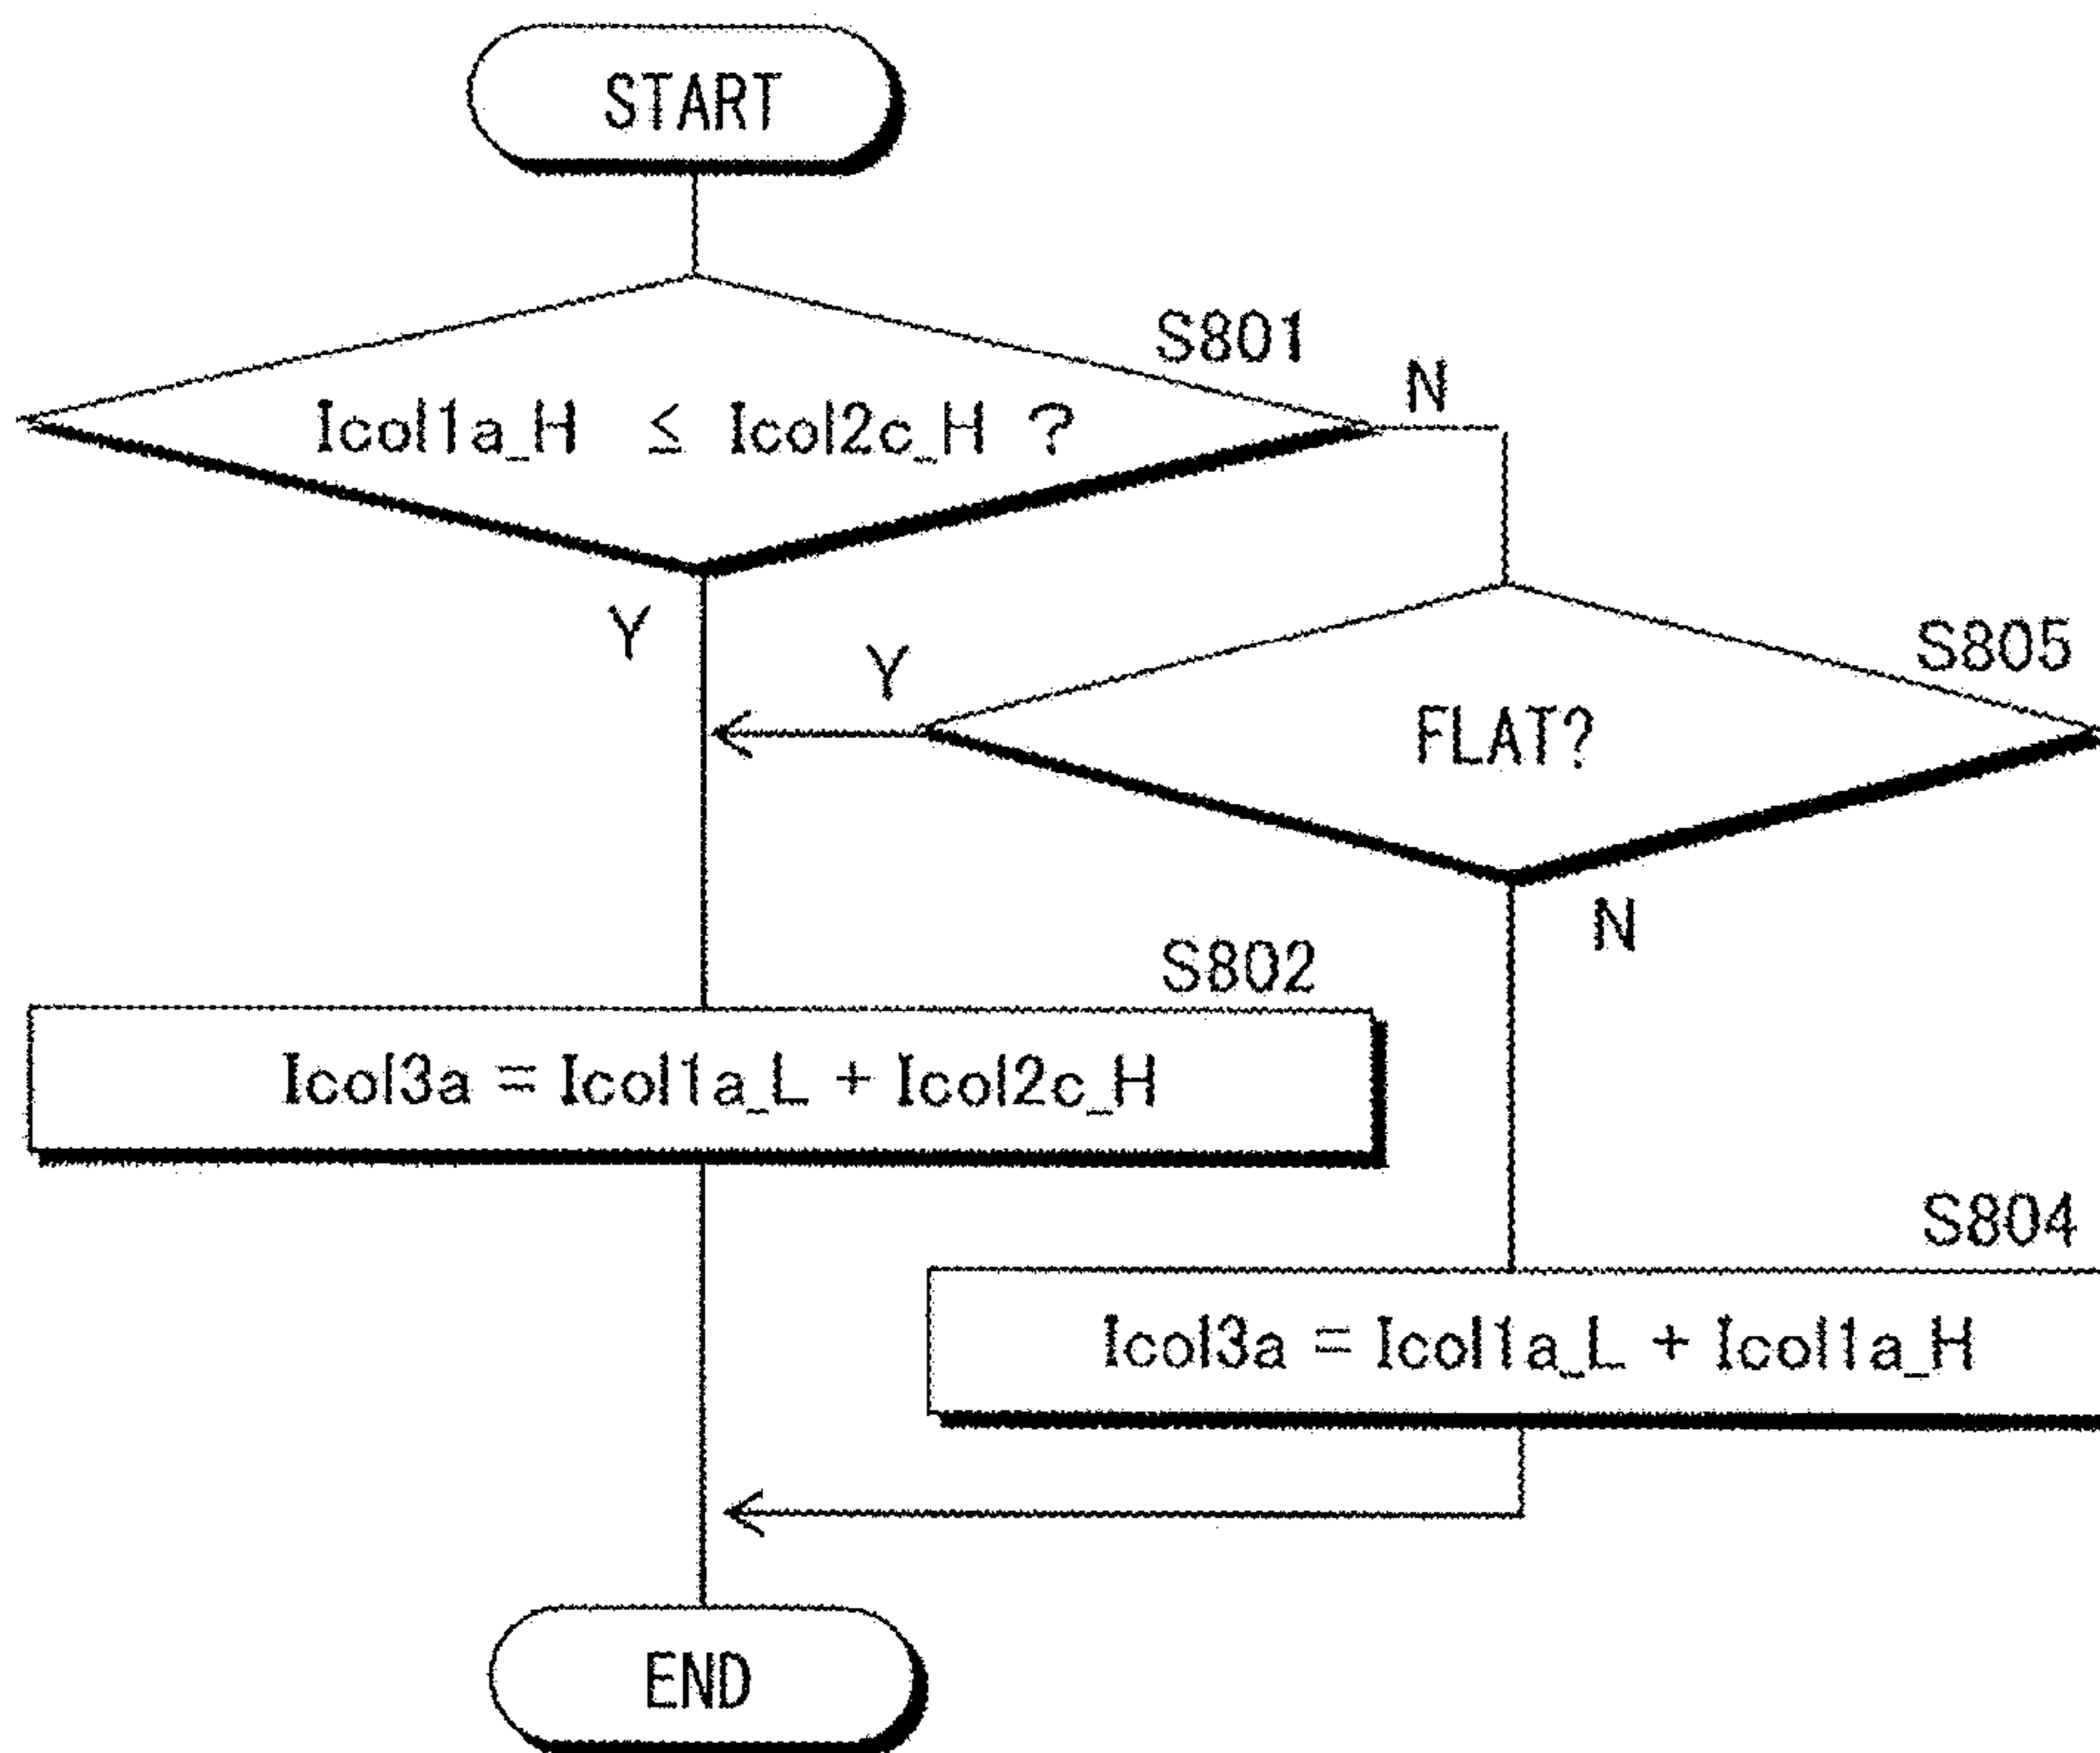 START
S801
N
Icol1a_H ≤ Icol2c_H ?
Y
Y
S805
FLAT?
N
S802
Icol3a = Icol1a_L + Icol2c_H
S804
Icol3a = Icol1a_L + Icol1a_H
END